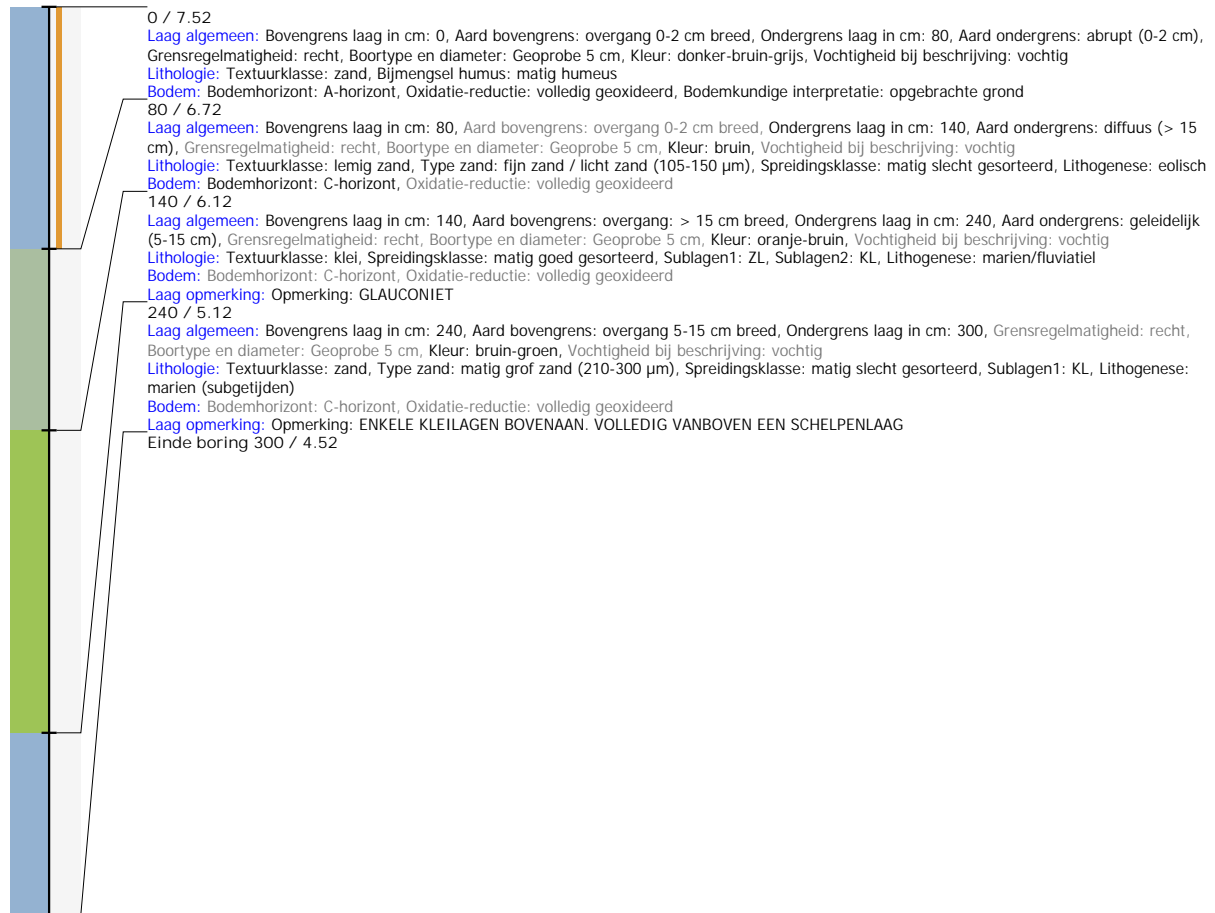 0 / 7.52
Laag algemeen: Bovengrens laag in cm: 0, Aard bovengrens: overgang 0-2 cm breed, Ondergrens laag in cm: 80, Aard ondergrens: abrupt (0-2 cm),
Grensregelmatigheid: recht, Boortype en diameter: Geoprobe 5 cm, Kleur: donker-bruin-grijs, Vochtigheid bij beschrijving: vochtig
Lithologie: Textuurklasse: zand, Bijmengsel humus: matig humeus
Bodem: Bodemhorizont: A-horizont, Oxidatie-reductie: volledig geoxideerd, Bodemkundige interpretatie: opgebrachte grond
80 / 6.72
Laag algemeen: Bovengrens laag in cm: 80, Aard bovengrens: overgang 0-2 cm breed, Ondergrens laag in cm: 140, Aard ondergrens: diffuus (> 15
cm), Grensregelmatigheid: recht, Boortype en diameter: Geoprobe 5 cm, Kleur: bruin, Vochtigheid bij beschrijving: vochtig
Lithologie: Textuurklasse: lemig zand, Type zand: fijn zand / licht zand (105-150 µm), Spreidingsklasse: matig slecht gesorteerd, Lithogenese: eolisch
Bodem: Bodemhorizont: C-horizont, Oxidatie-reductie: volledig geoxideerd
140 / 6.12
Laag algemeen: Bovengrens laag in cm: 140, Aard bovengrens: overgang: > 15 cm breed, Ondergrens laag in cm: 240, Aard ondergrens: geleidelijk
(5-15 cm), Grensregelmatigheid: recht, Boortype en diameter: Geoprobe 5 cm, Kleur: oranje-bruin, Vochtigheid bij beschrijving: vochtig
Lithologie: Textuurklasse: klei, Spreidingsklasse: matig goed gesorteerd, Sublagen1: ZL, Sublagen2: KL, Lithogenese: marien/fluviatiel
Bodem: Bodemhorizont: C-horizont, Oxidatie-reductie: volledig geoxideerd
Laag opmerking: Opmerking: GLAUCONIET
240 / 5.12
Laag algemeen: Bovengrens laag in cm: 240, Aard bovengrens: overgang 5-15 cm breed, Ondergrens laag in cm: 300, Grensregelmatigheid: recht,
Boortype en diameter: Geoprobe 5 cm, Kleur: bruin-groen, Vochtigheid bij beschrijving: vochtig
Lithologie: Textuurklasse: zand, Type zand: matig grof zand (210-300 µm), Spreidingsklasse: matig slecht gesorteerd, Sublagen1: KL, Lithogenese:
marien (subgetijden)
Bodem: Bodemhorizont: C-horizont, Oxidatie-reductie: volledig geoxideerd
Laag opmerking: Opmerking: ENKELE KLEILAGEN BOVENAAN. VOLLEDIG VANBOVEN EEN SCHELPENLAAG
Einde boring 300 / 4.52